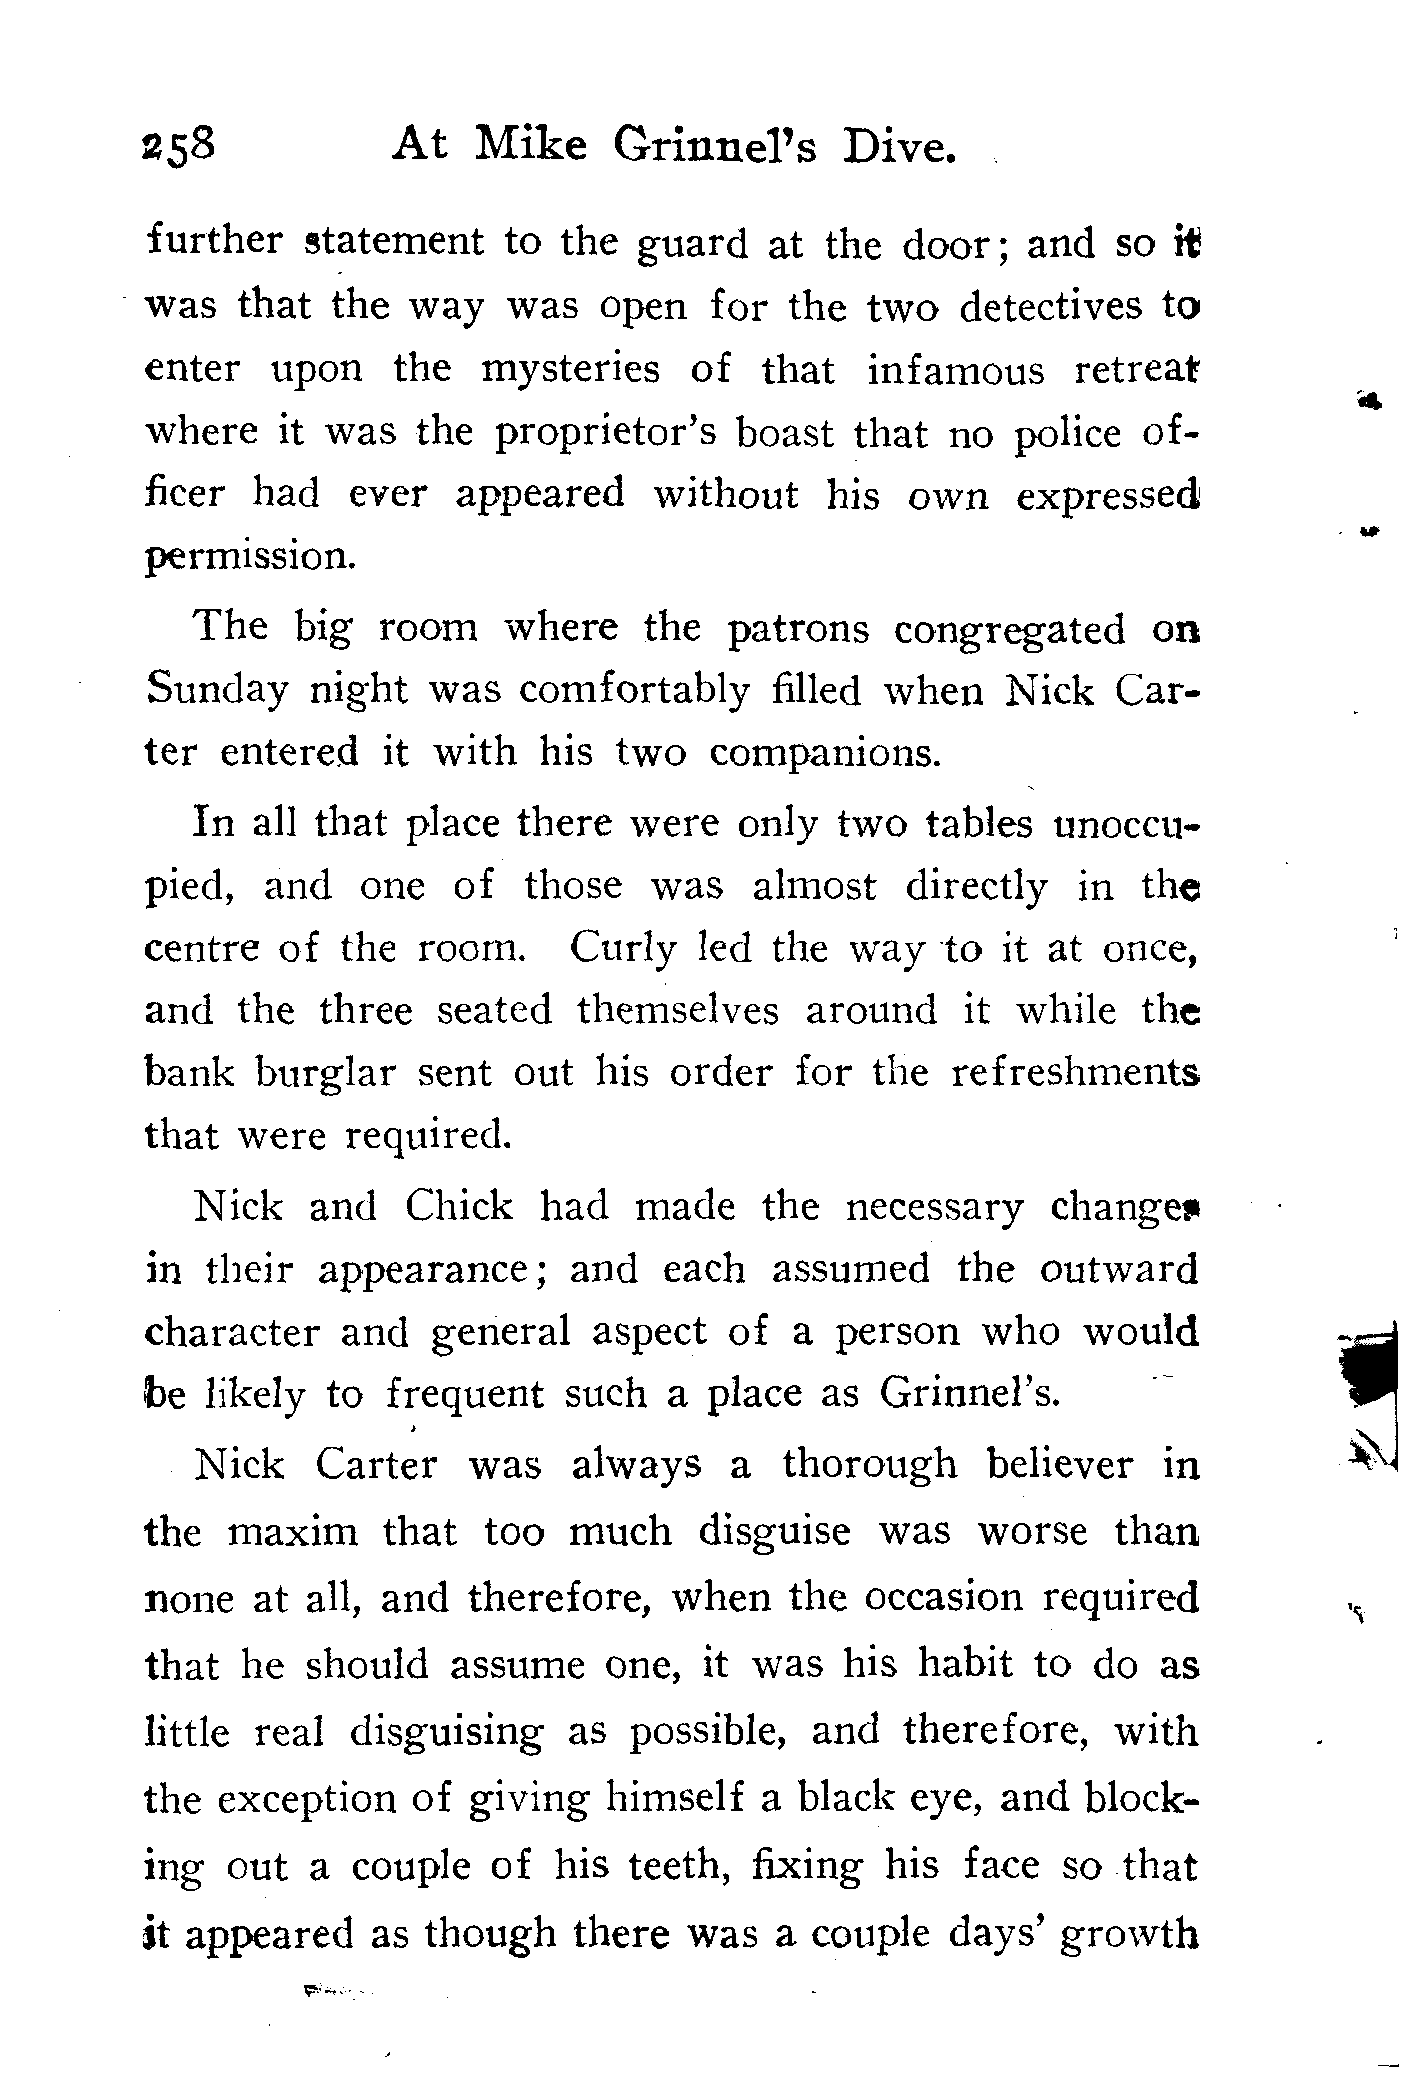 258 At Mike Grinnel's Dive.
further statement to the guard at the door; and so it
was that the way was open for the two detectives to
enter upon the mysteries of that infamous retreat
where it was the proprietor's boast that no police of-
ficer had ever appeared without his own expressed
permission.
The big room where the patrons congregated on
Sunday night was comfortably filled when Nick Car-
ter entered it with his two companions.
In all that place there were only two tables unoccu-
pied, and one of those was almost directly in the
centre of the room. Curly led the way to it at once,
and the three seated themselves around it while the
bank burglar sent out his order for the refreshments
that were required.
Nick and Chick had made the necessary changes
in their appearance; and each assumed the outward
character and general aspect of a person who would
be likely to frequent such a place as Grinnel's.
Nick Carter was always a thorough believer in
the maxim that too much disguise was worse than
none at all, and therefore, when the occasion required
that he should assume one, it was his habit to do as
little real disguising as possible, and therefore, with
the exception of giving himself a black eye, and block-
ing out a couple of his teeth, fixing his face so that
it appeared as though there was a couple days' growth